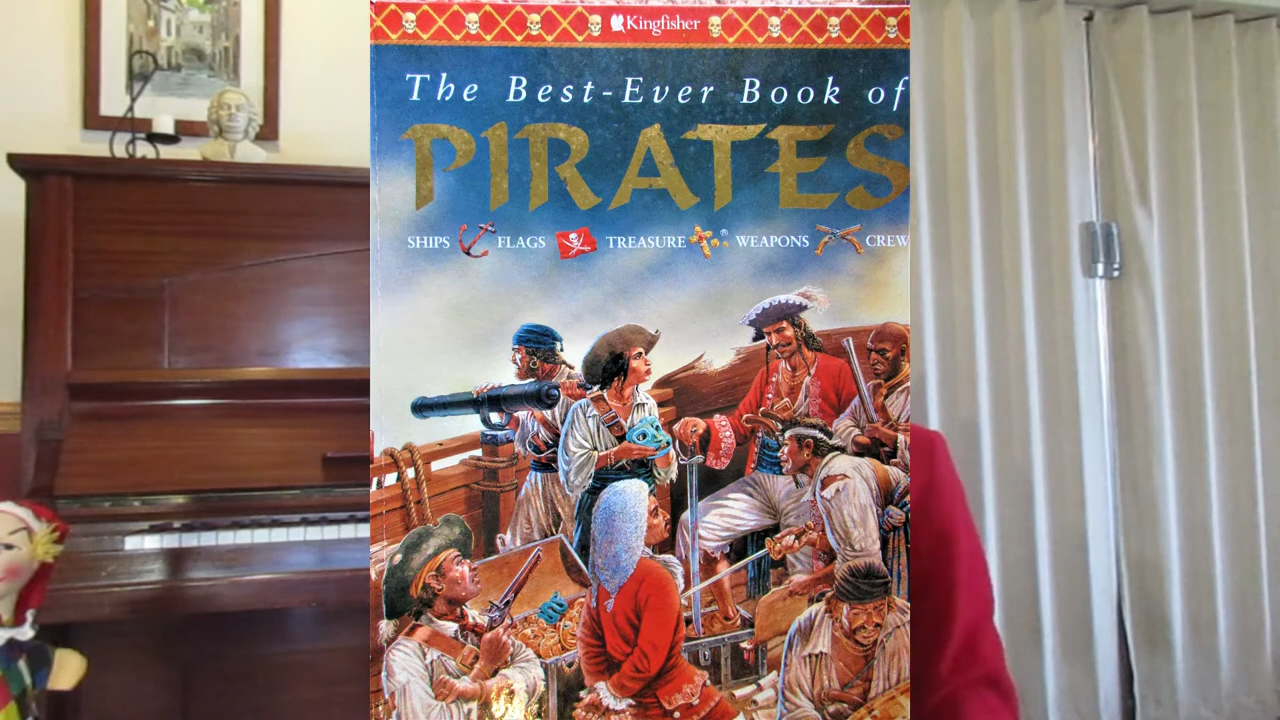 Kingfisher
The Best-Ever Book of
PIRATES
SHIPS FLAGS TREASURE WEAPONS CREW